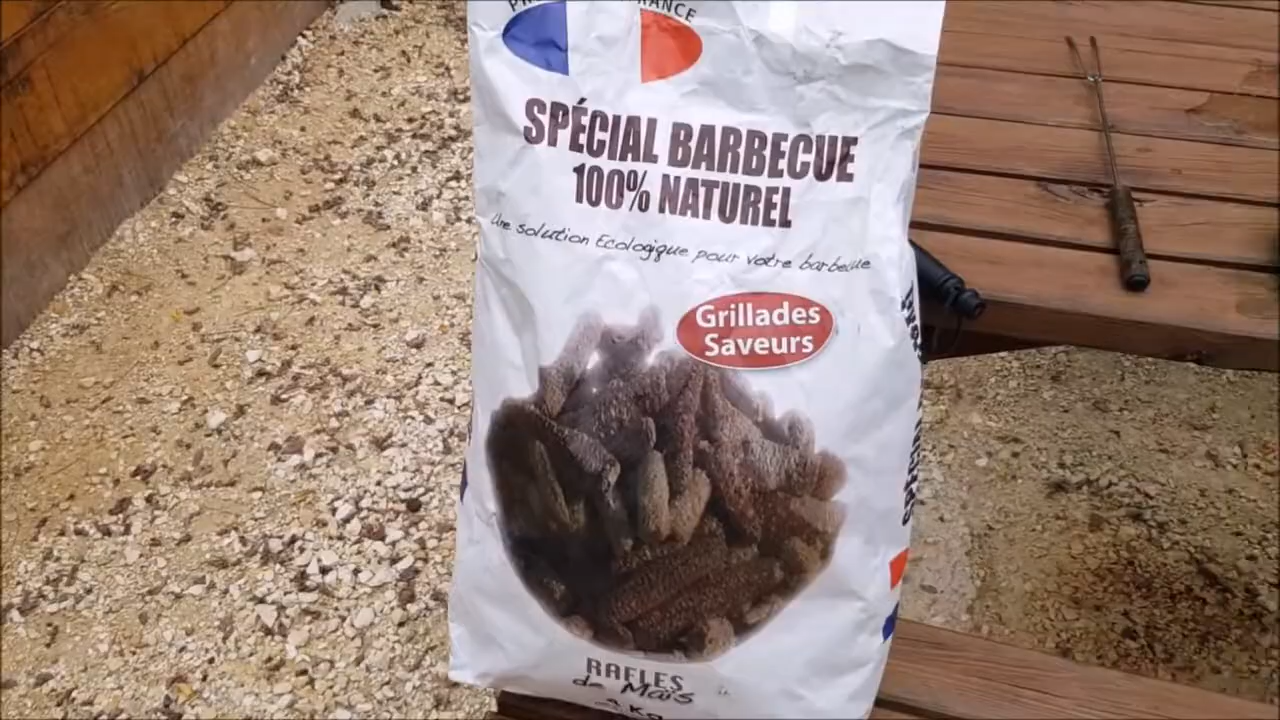 SPÉCIAL BARBECUE
100% NATUREL
Une solution Ecologique pour votre barbecue
Grillades
Saveurs
RAFLES
de Maïs